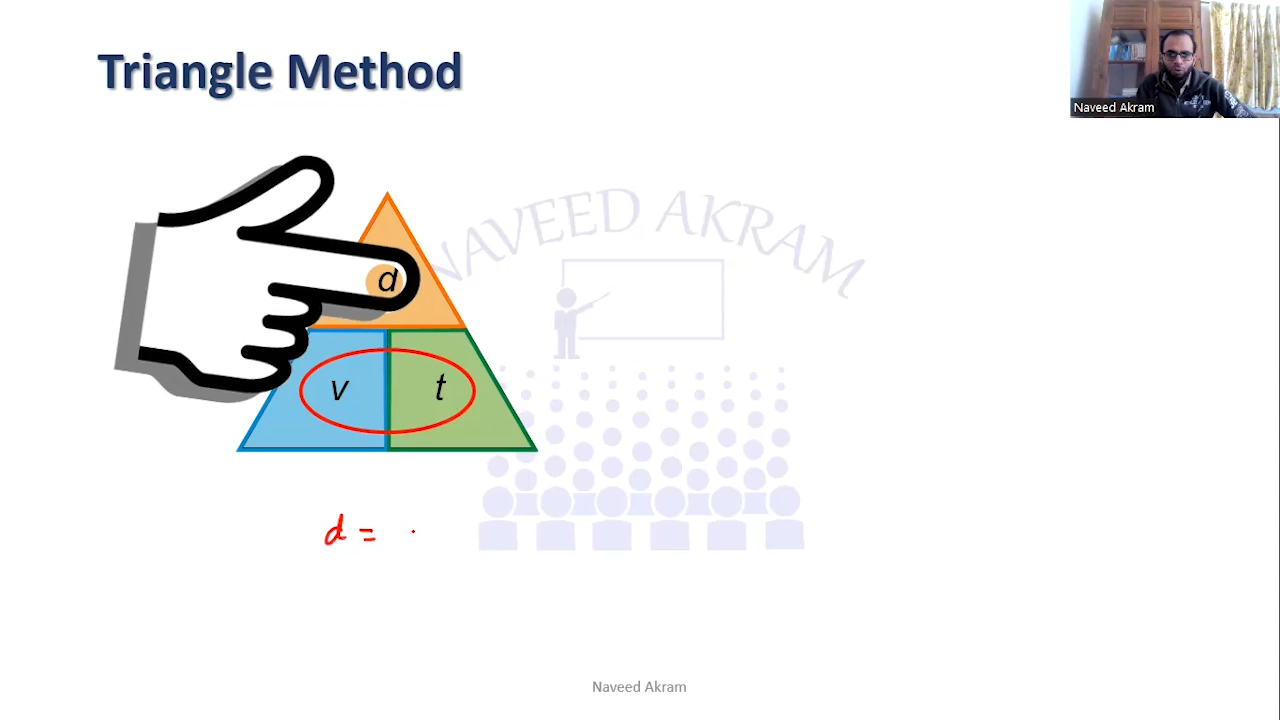 Triangle Method
Naveed Akram
NAVEED AKRAM
d
v t
d =
Naveed Akram